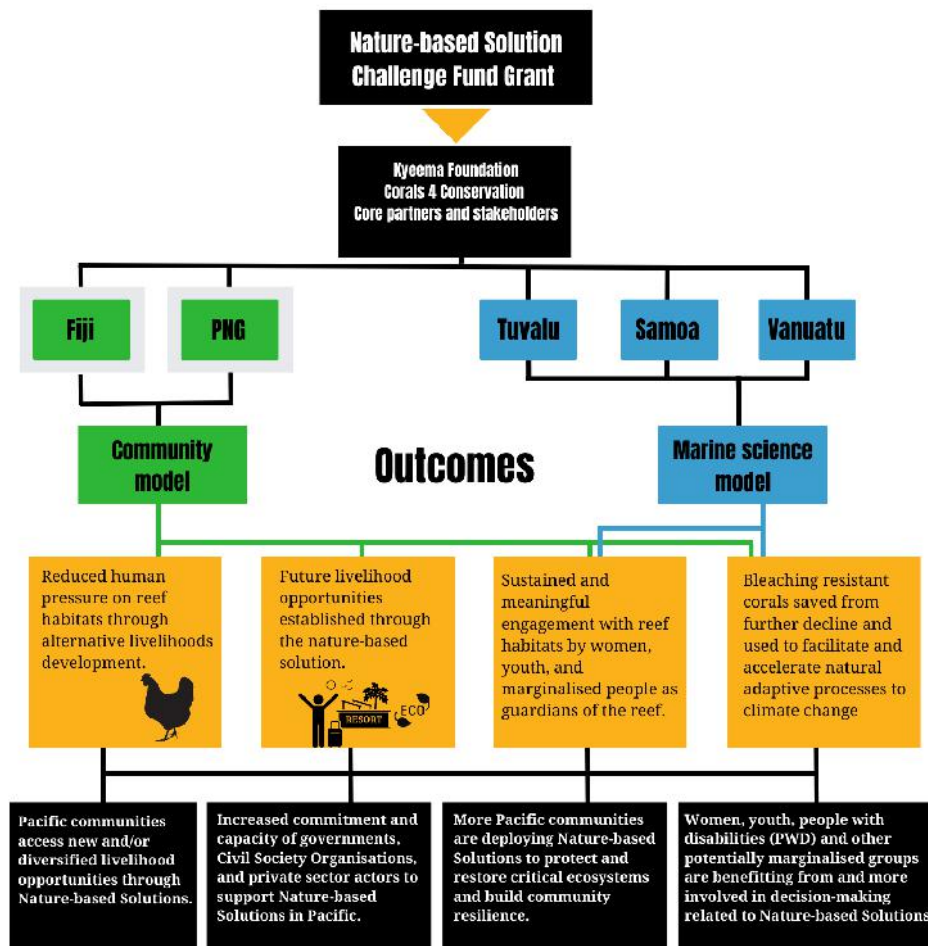 Nature-based Solution
Challenge Fund Grant
Kyeema Foundation
Corals 4 Conservation
Core partners and stakeholders
Fiji
PNG
Tuvalu
Samoa
Vanuatu
Community
model
Outcomes
Marine science
model
Reduced human
pressure on reef
habitats through
alternative livelihoods
development.
Future livelihood
opportunities
established through
the nature-based
solution.
RESORT
ECO
Sustained and
meaningful
engagement with reef
habitats by women,
youth, and
marginalised people as
guardians of the reef.
Bleaching resistant
corals saved from
further decline and
used to facilitate and
accelerate natural
adaptive processes to
climate change
Pacific communities
access new and/or
diversified livelihood
opportunities through
Nature-based Solutions.
Increased commitment and
capacity of governments,
Civil Society Organisations,
and private sector actors to
support Nature-based
Solutions in Pacific.
More Pacific communities
are deploying Nature-based
Solutions to protect and
restore critical ecosystems
and build community
resilience.
Women, youth, people with
disabilities (PWD) and other
potentially marginalised groups
are benefitting from and more
involved in decision-making
related to Nature-based Solutions